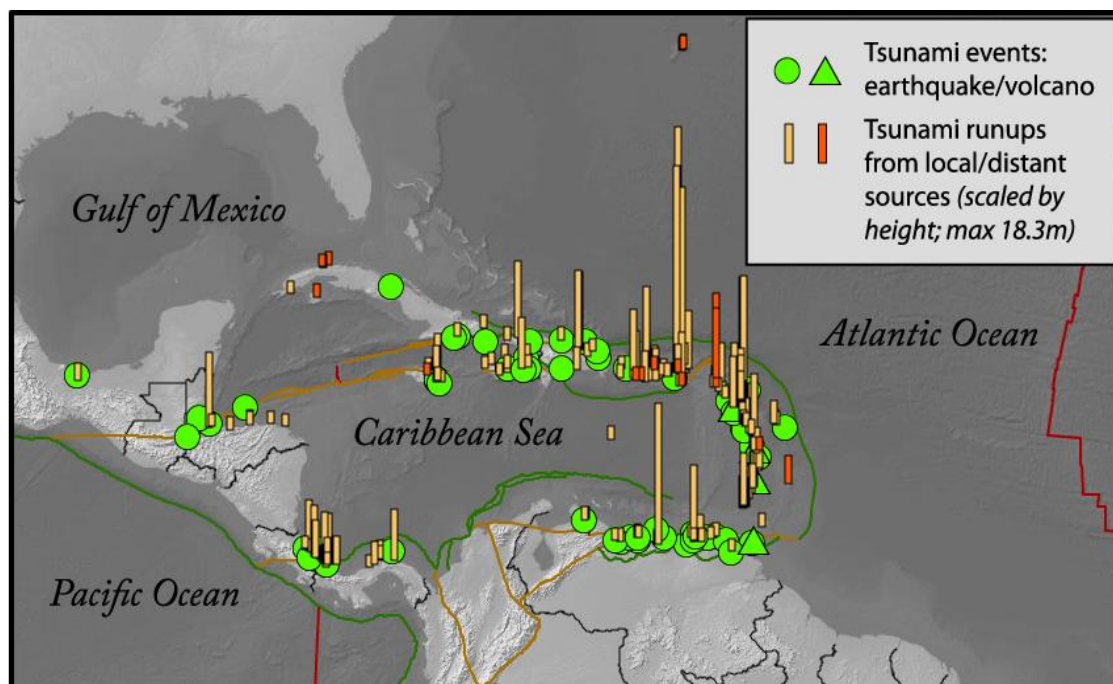 Tsunami events:
earthquake/volcano
Tsunami runups
from local/distant
sources (scaled by
height; max 18.3m)
Gulf of Mexico
Atlantic Ocean
Caribbean Sea
Pacific Ocean